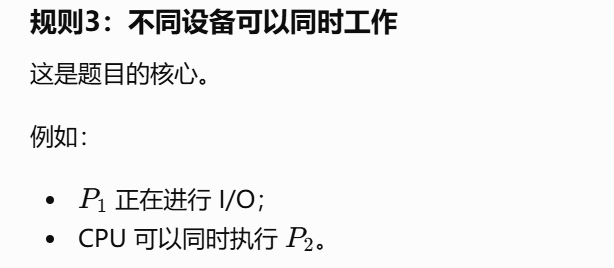 规则3：不同设备可以同时工作
这是题目的核心。
例如：
• P₁ 正在进行 I/O；
• CPU 可以同时执行 P₂。